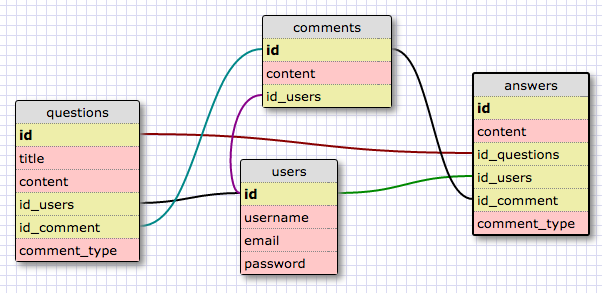 comments
id
content
id_users
questions
id
title
content
id_users
id_comment
comment_type
users
id
username
email
password
answers
id
content
id_questions
id_users
id_comment
comment_type